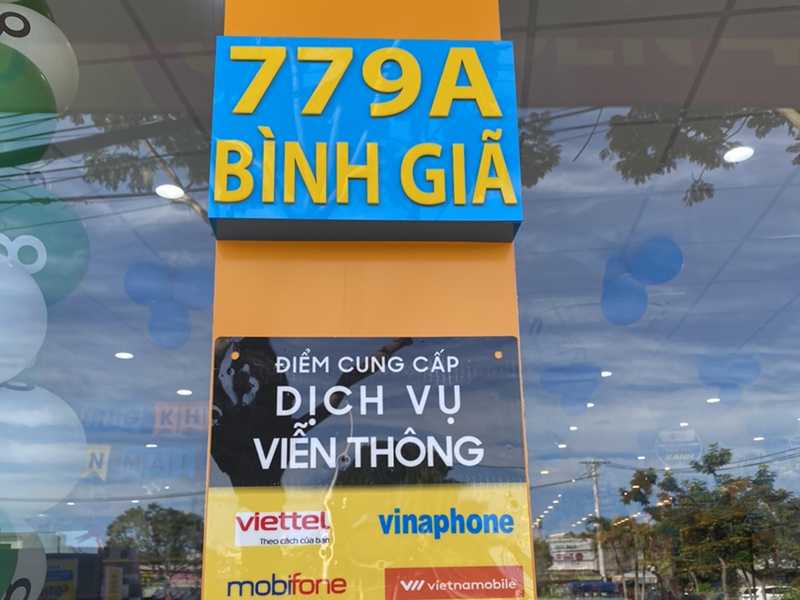 779A
BÌNH GIÃ
ĐIỂM CUNG CẤP
DỊCH VỤ
VIỄN THÔNG
viettel
Theo cách của bạn
vinaphone
mobifone
vietnamobile